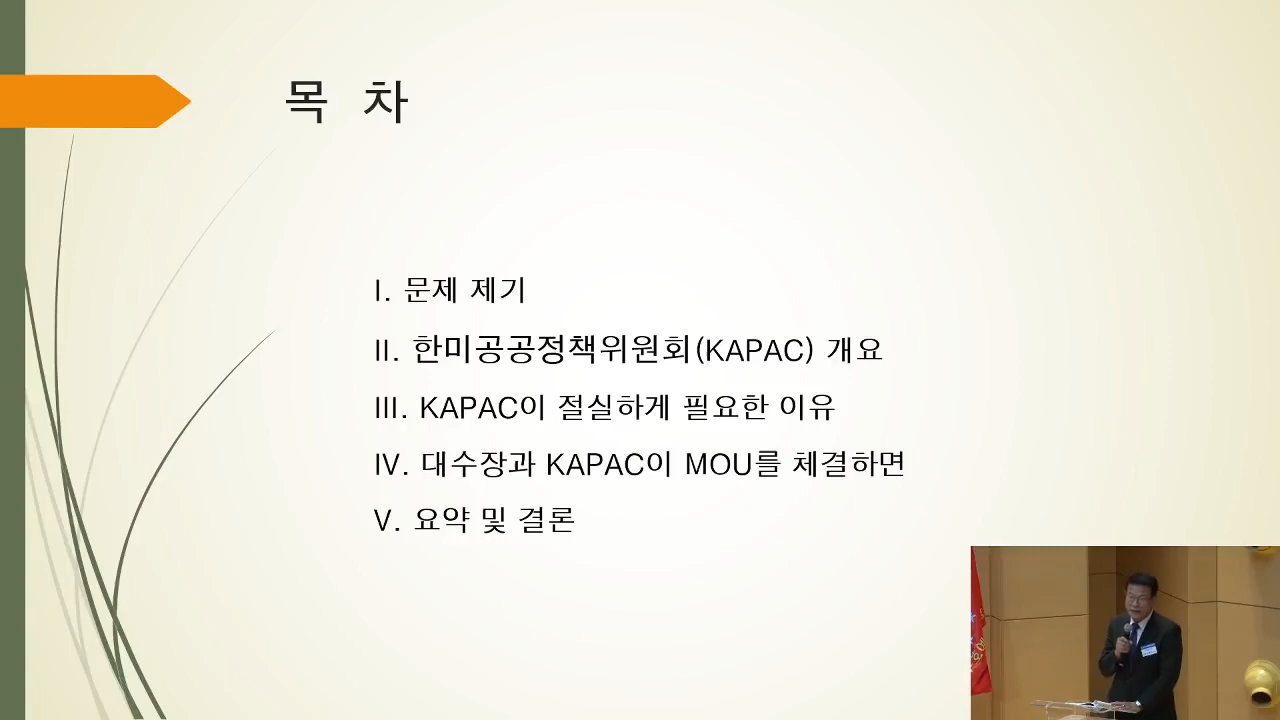 목 차
I. 문제 제기
II. 한미공공정책위원회(KAPAC) 개요
III. KAPAC이 절실하게 필요한 이유
IV. 대수장과 KAPAC이 MOU를 체결하면
V. 요약 및 결론